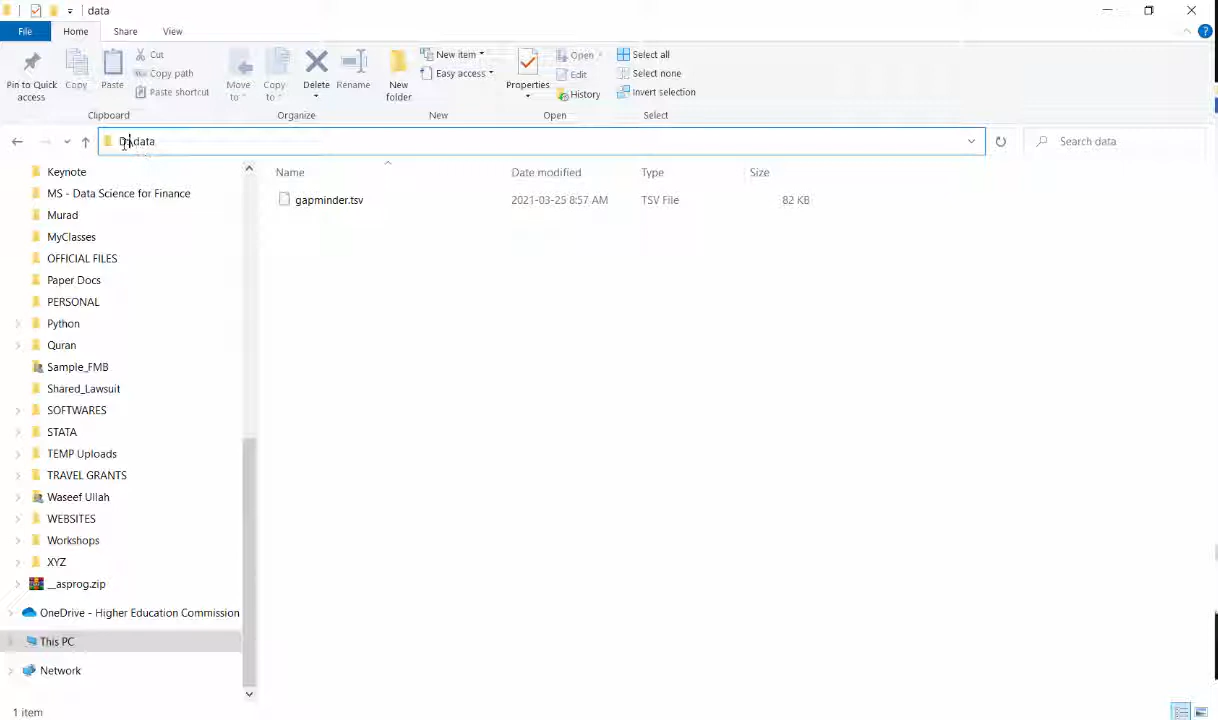 data
File Home Share View
Pin to Quick access
Copy
Paste
Cut
Copy path
Paste shortcut
Clipboard
Move to
Copy to
Delete
Rename
Organize
New folder
New item
Easy access
New
Properties
Open
Edit
History
Open
Select all
Select none
Invert selection
Select
data
Search data
Name Date modified Type Size
gapminder.tsv 2021-03-25 8:57 AM TSV File 82 KB
Keynote
MS - Data Science for Finance
Murad
MyClasses
OFFICIAL FILES
Paper Docs
PERSONAL
Python
Quran
Sample_FMB
Shared_Lawsuit
SOFTWARES
STATA
TEMP Uploads
TRAVEL GRANTS
Waseef Ullah
WEBSITES
Workshops
XYZ
__asprog.zip
OneDrive - Higher Education Commission
This PC
Network
1 item